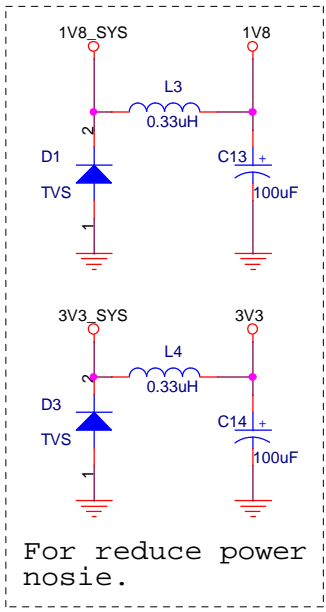 1V8_SYS 1V8
L3
0.33uH
2
D1
TVS
1
C13 +
100uF
3V3_SYS 3V3
L4
0.33uH
2
D3
TVS
1
C14 +
100uF
For reduce power
nosie.